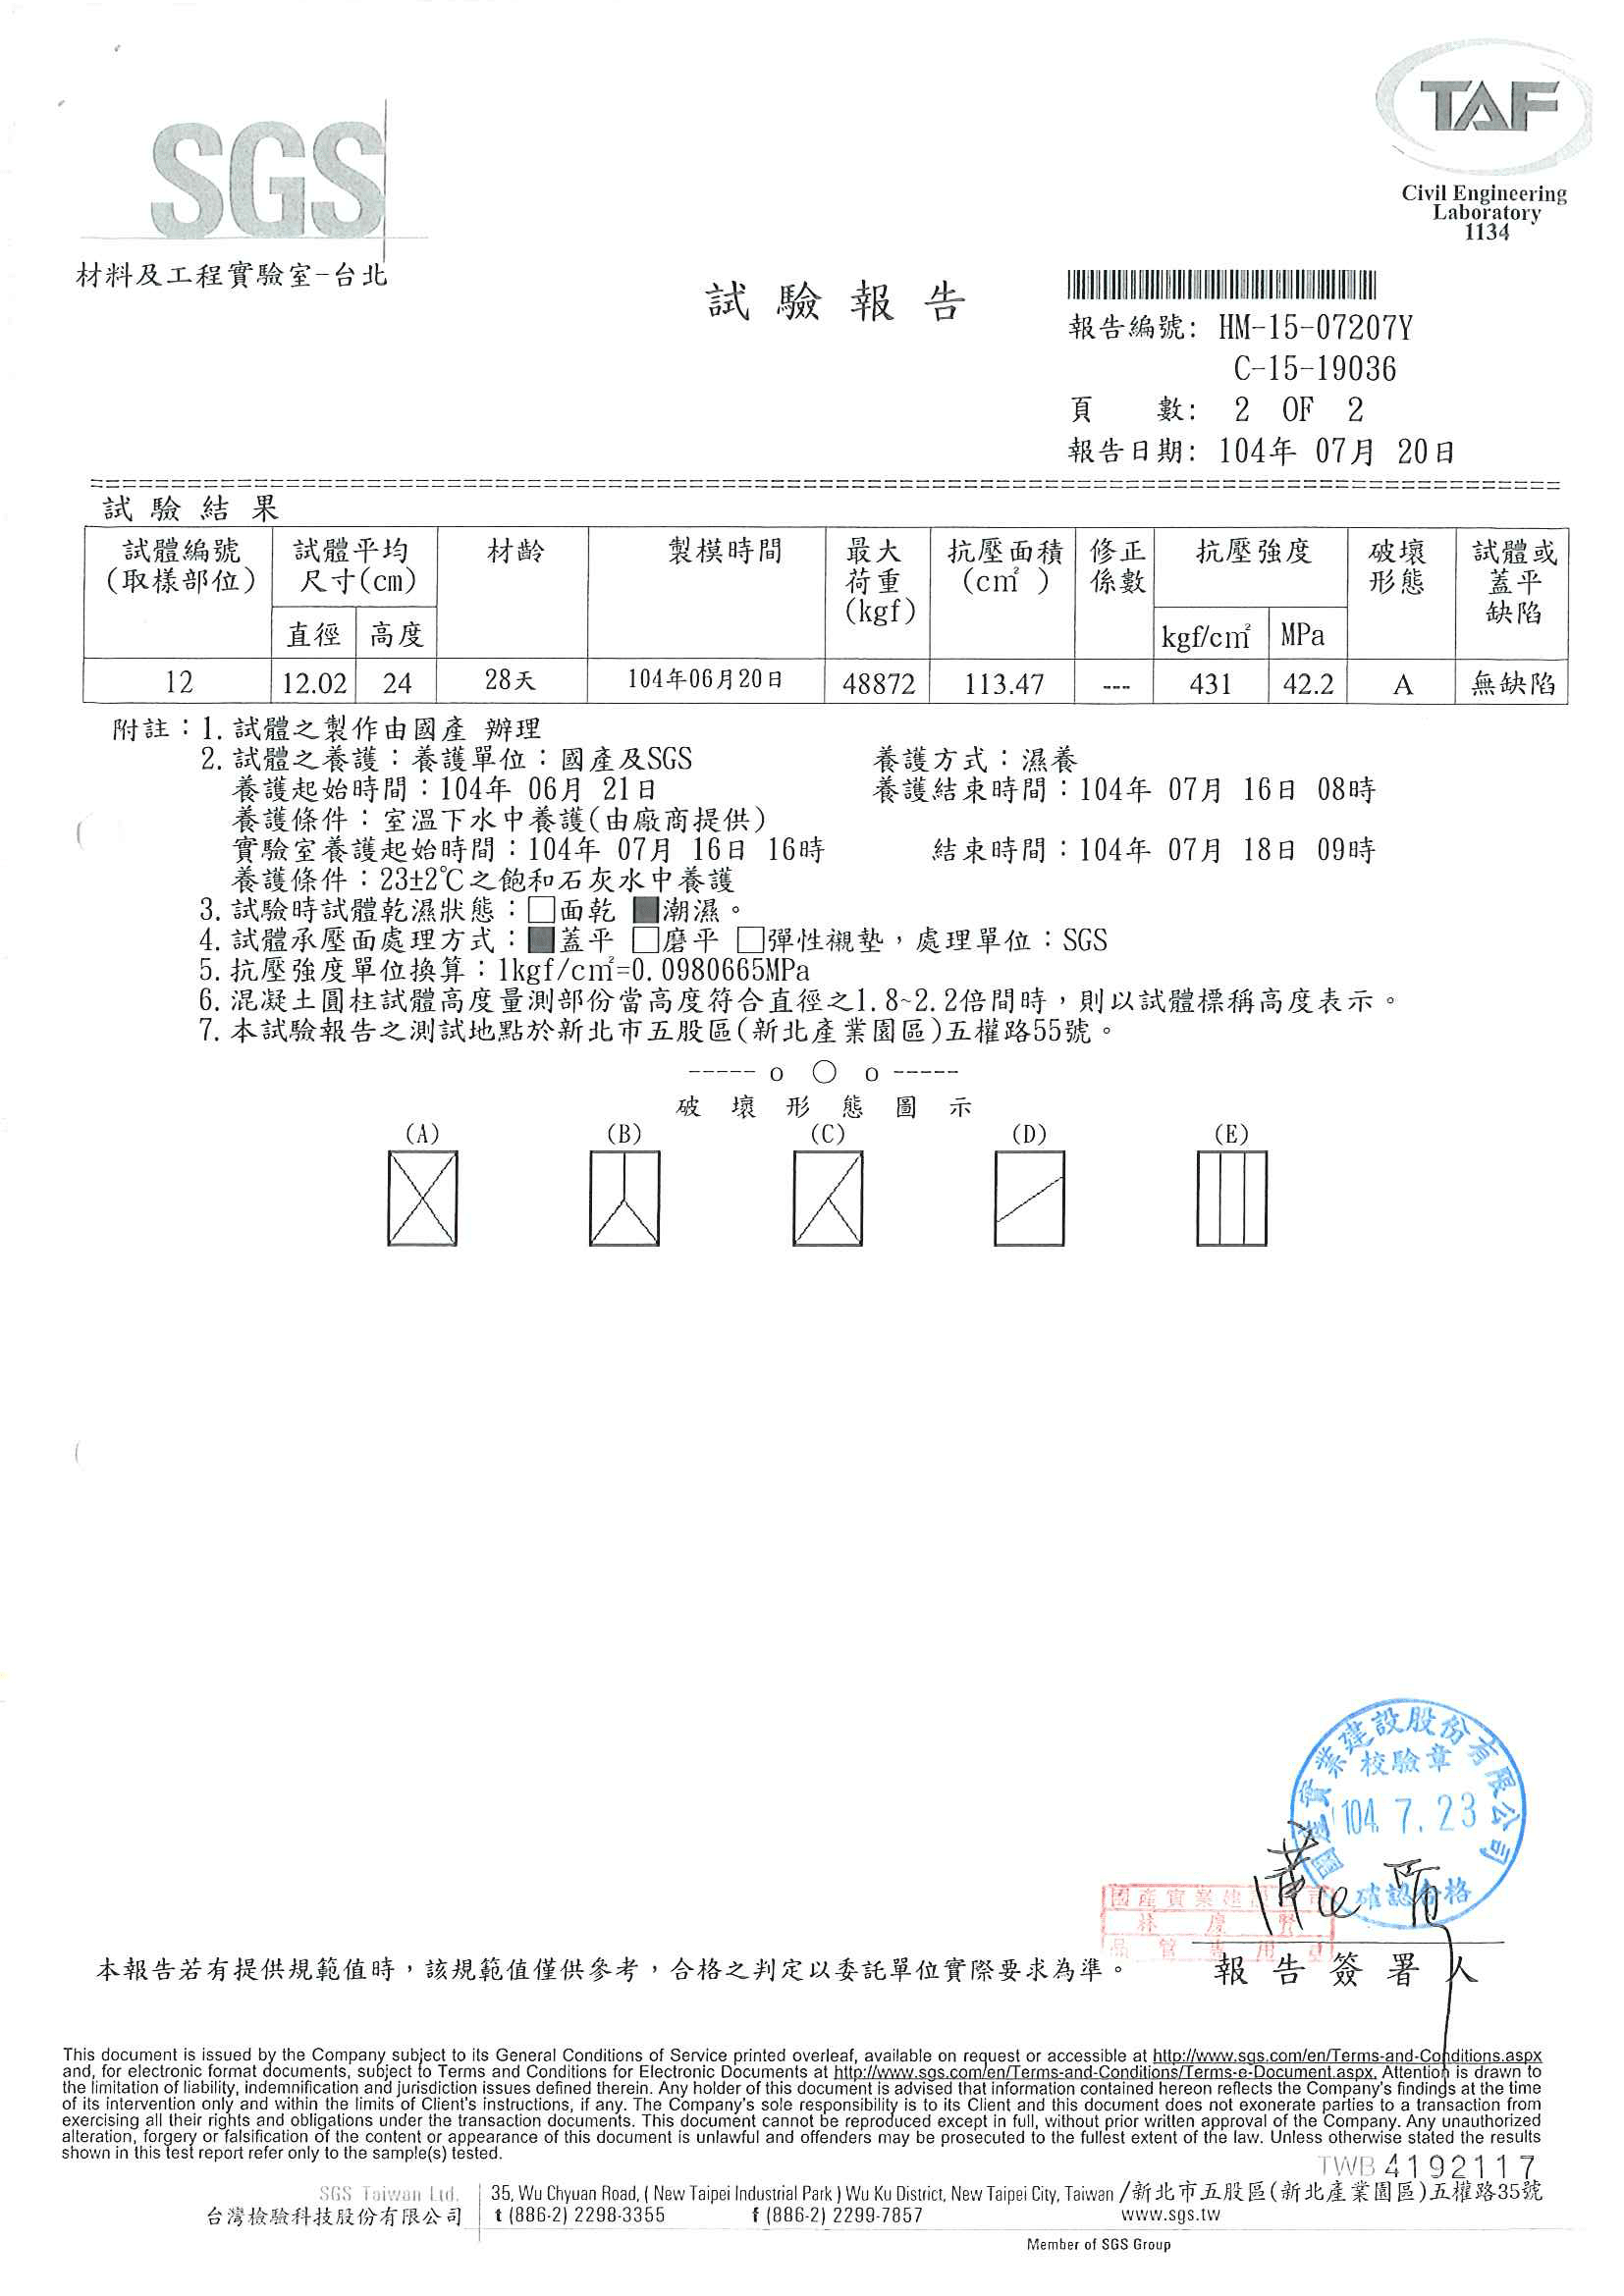 SGS
TAF
Civil Engineering
Laboratory
1134
材料及工程實驗室-台北
試驗報告
報告編號: HM-15-07207Y
C-15-19036
頁 數: 2 OF 2
報告日期: 104年 07月 20日
試驗結果
試體編號 (取樣部位) 試體平均尺寸(cm) 材齡 製模時間 最大荷重(kgf) 抗壓面積(cm²) 修正係數 抗壓強度 破壞形態 試體或蓋平缺陷
直徑 高度 kgf/cm² MPa
12 12.02 24 28天 104年06月20日 48872 113.47 --- 431 42.2 A 無缺陷
附註：1.試體之製作由國產 辦理
2.試體之養護：養護單位：國產及SGS 養護方式：濕養
養護起始時間：104年 06月 21日 養護結束時間：104年 07月 16日 08時
養護條件：室溫下水中養護(由廠商提供)
實驗室養護起始時間：104年 07月 16日 16時 結束時間：104年 07月 18日 09時
養護條件：23±2℃之飽和石灰水中養護
3.試驗時試體乾濕狀態：□面乾 ■潮濕。
4.試體承壓面處理方式：■蓋平 □磨平 □彈性襯墊，處理單位：SGS
5.抗壓強度單位換算：1kgf/cm²=0.0980665MPa
6.混凝土圓柱試體高度量測部份當高度符合直徑之1.8~2.2倍間時，則以試體標稱高度表示。
7.本試驗報告之測試地點於新北市五股區(新北產業園區)五權路55號。
----- o ○ o -----
破壞形態圖示
(A) (B) (C) (D) (E)
國產實業建設股份有限公司
校驗章
104. 7. 23
確認合格
國產實業建設
林慶賢
品管專用章
本報告若有提供規範值時，該規範值僅供參考，合格之判定以委託單位實際要求為準。
報告簽署人
This document is issued by the Company subject to its General Conditions of Service printed overleaf, available on request or accessible at http://www.sgs.com/en/Terms-and-Conditions.aspx
and, for electronic format documents, subject to Terms and Conditions for Electronic Documents at http://www.sgs.com/en/Terms-and-Conditions/Terms-e-Document.aspx. Attention is drawn to
the limitation of liability, indemnification and jurisdiction issues defined therein. Any holder of this document is advised that information contained hereon reflects the Company's findings at the time
of its intervention only and within the limits of Client's instructions, if any. The Company's sole responsibility is to its Client and this document does not exonerate parties to a transaction from
exercising all their rights and obligations under the transaction documents. This document cannot be reproduced except in full, without prior written approval of the Company. Any unauthorized
alteration, forgery or falsification of the content or appearance of this document is unlawful and offenders may be prosecuted to the fullest extent of the law. Unless otherwise stated the results
shown in this test report refer only to the sample(s) tested.
TWB 4192117
SGS Taiwan Ltd. 35, Wu Chyuan Road, (New Taipei Industrial Park) Wu Ku District, New Taipei City, Taiwan /新北市五股區(新北產業園區)五權路35號
台灣檢驗科技股份有限公司 t (886-2) 2298-3355 f (886-2) 2299-7857 www.sgs.tw
Member of SGS Group